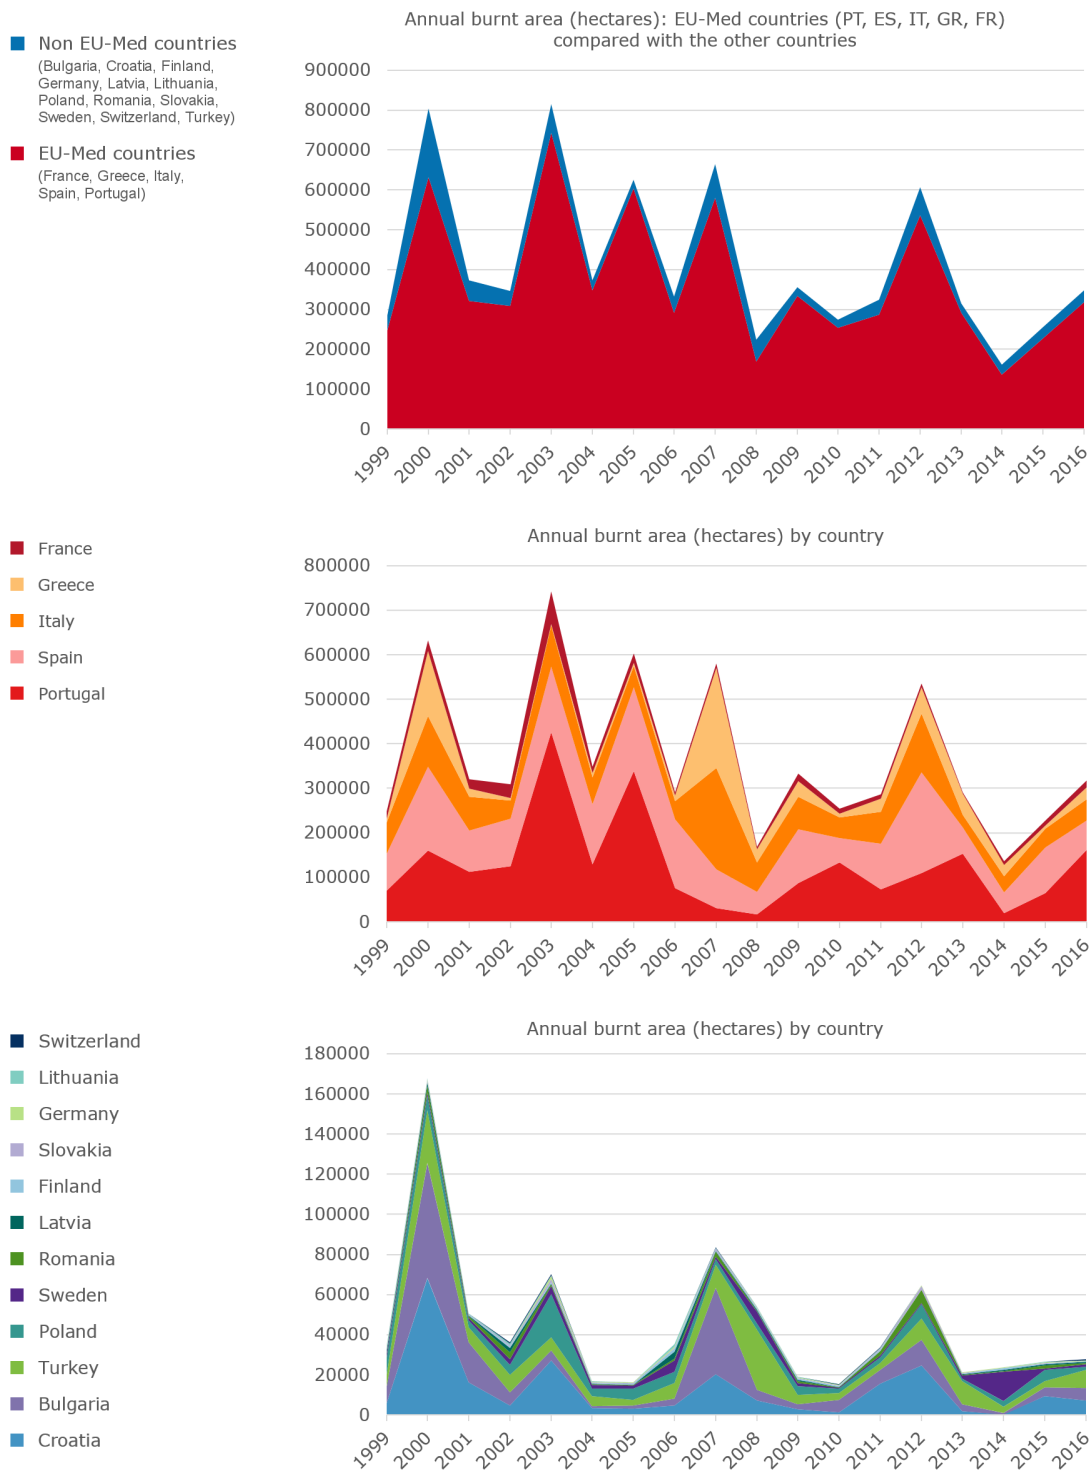 Annual burnt area (hectares): EU-Med countries (PT, ES, IT, GR, FR)
compared with the other countries
Non EU-Med countries
(Bulgaria, Croatia, Finland,
Germany, Latvia, Lithuania,
Poland, Romania, Slovakia,
Sweden, Switzerland, Turkey)
EU-Med countries
(France, Greece, Italy,
Spain, Portugal)
900000
800000
700000
600000
500000
400000
300000
200000
100000
0
1999 2000 2001 2002 2003 2004 2005 2006 2007 2008 2009 2010 2011 2012 2013 2014 2015 2016
Annual burnt area (hectares) by country
France
Greece
Italy
Spain
Portugal
800000
700000
600000
500000
400000
300000
200000
100000
0
1999 2000 2001 2002 2003 2004 2005 2006 2007 2008 2009 2010 2011 2012 2013 2014 2015 2016
Annual burnt area (hectares) by country
Switzerland
Lithuania
Germany
Slovakia
Finland
Latvia
Romania
Sweden
Poland
Turkey
Bulgaria
Croatia
180000
160000
140000
120000
100000
80000
60000
40000
20000
0
1999 2000 2001 2002 2003 2004 2005 2006 2007 2008 2009 2010 2011 2012 2013 2014 2015 2016